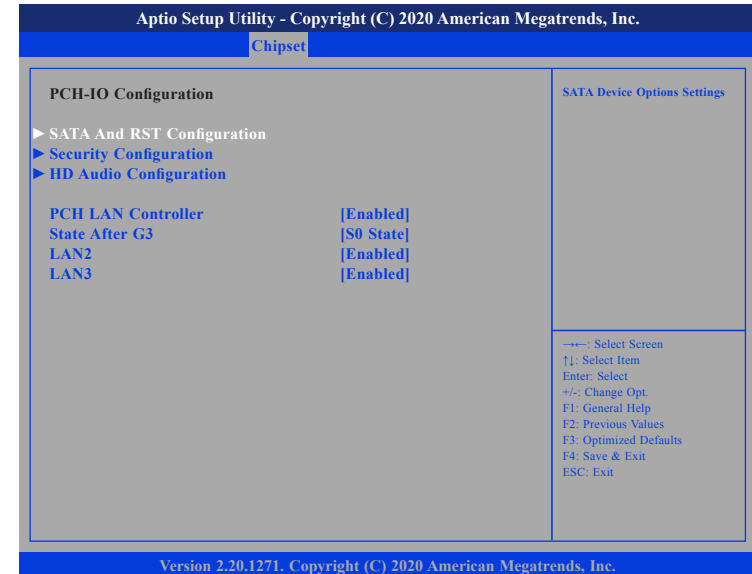 Aptio Setup Utility - Copyright (C) 2020 American Megatrends, Inc.
Chipset
PCH-IO Configuration
► SATA And RST Configuration
► Security Configuration
► HD Audio Configuration
PCH LAN Controller [Enabled]
State After G3 [S0 State]
LAN2 [Enabled]
LAN3 [Enabled]
SATA Device Options Settings
→←: Select Screen
↑↓: Select Item
Enter: Select
+/-: Change Opt.
F1: General Help
F2: Previous Values
F3: Optimized Defaults
F4: Save & Exit
ESC: Exit
Version 2.20.1271. Copyright (C) 2020 American Megatrends, Inc.